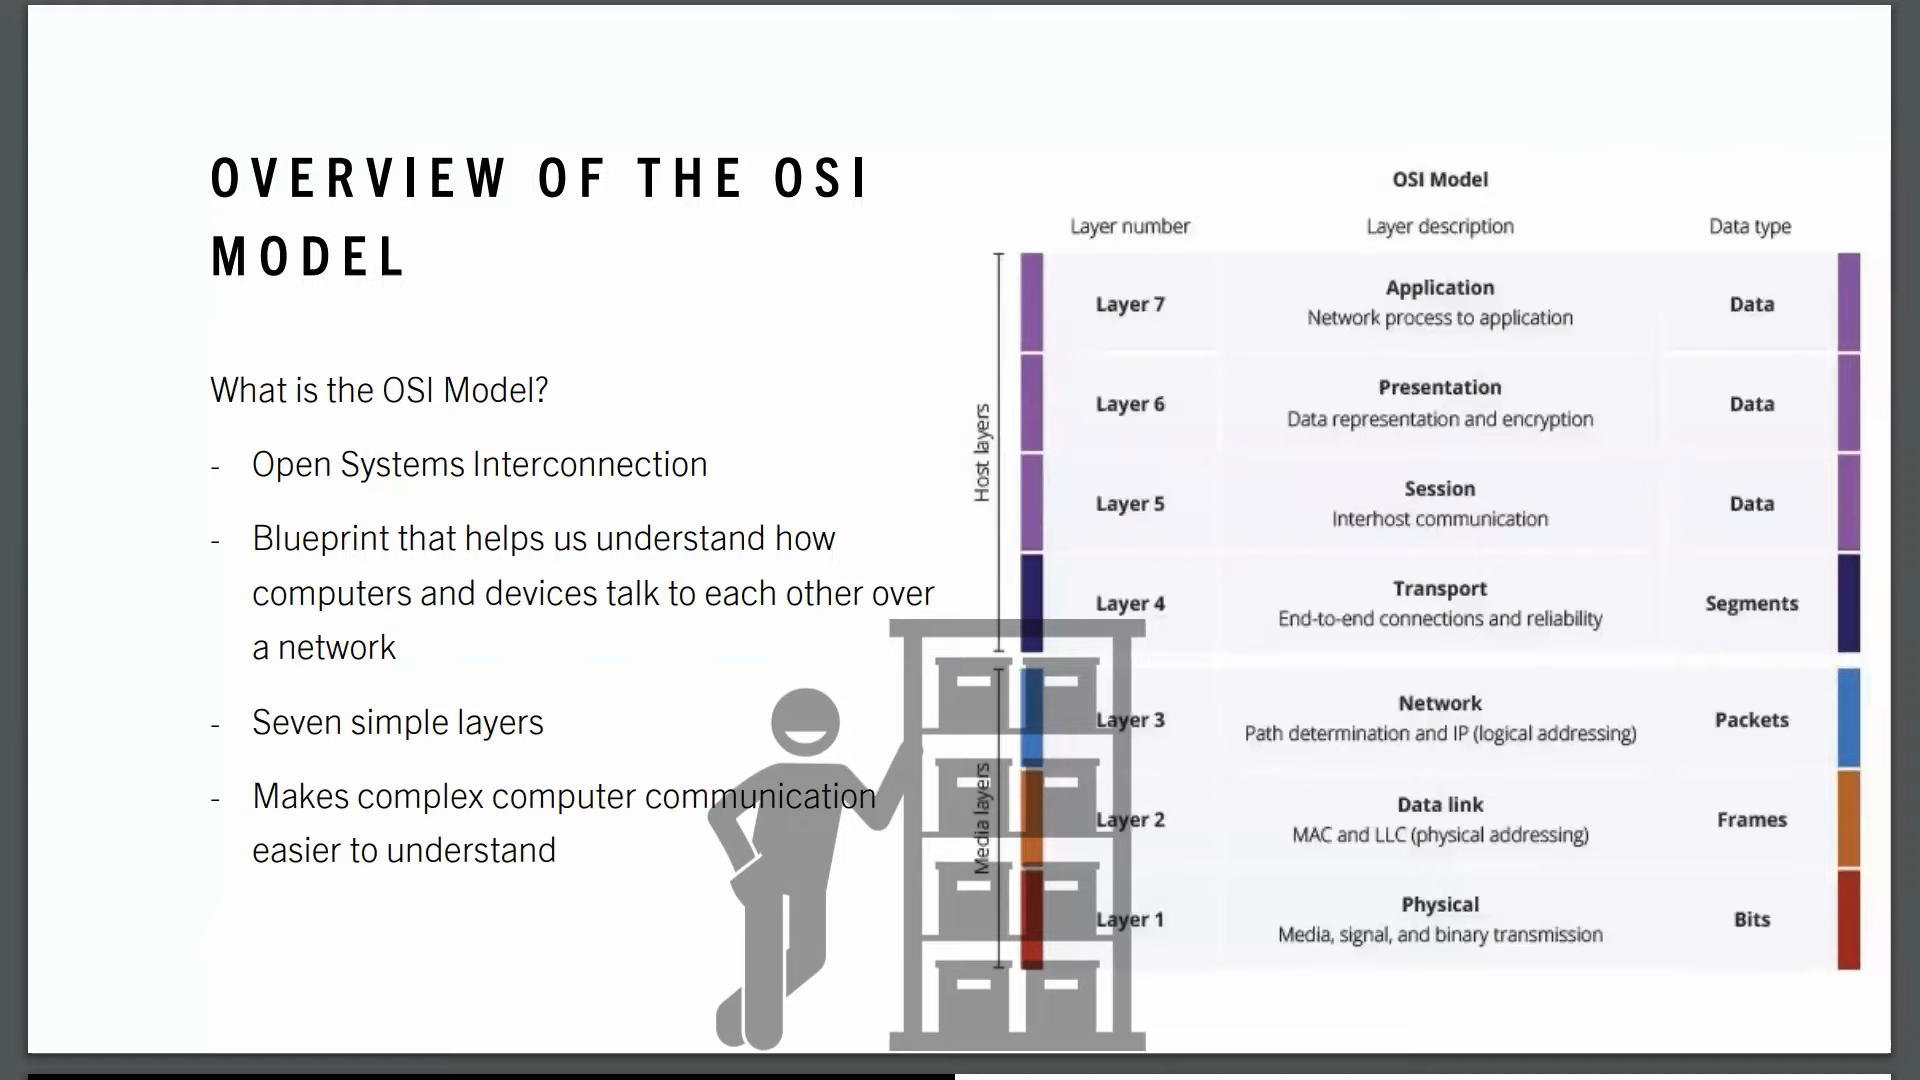 OVERVIEW OF THE OSI
MODEL
What is the OSI Model?
- Open Systems Interconnection
- Blueprint that helps us understand how
computers and devices talk to each other over
a network
- Seven simple layers
- Makes complex computer communication
easier to understand
OSI Model
Layer number Layer description Data type
Host layers
Layer 7 Application Data
Network process to application
Layer 6 Presentation Data
Data representation and encryption
Layer 5 Session Data
Interhost communication
Layer 4 Transport Segments
End-to-end connections and reliability
Media layers
Layer 3 Network Packets
Path determination and IP (logical addressing)
Layer 2 Data link Frames
MAC and LLC (physical addressing)
Layer 1 Physical Bits
Media, signal, and binary transmission